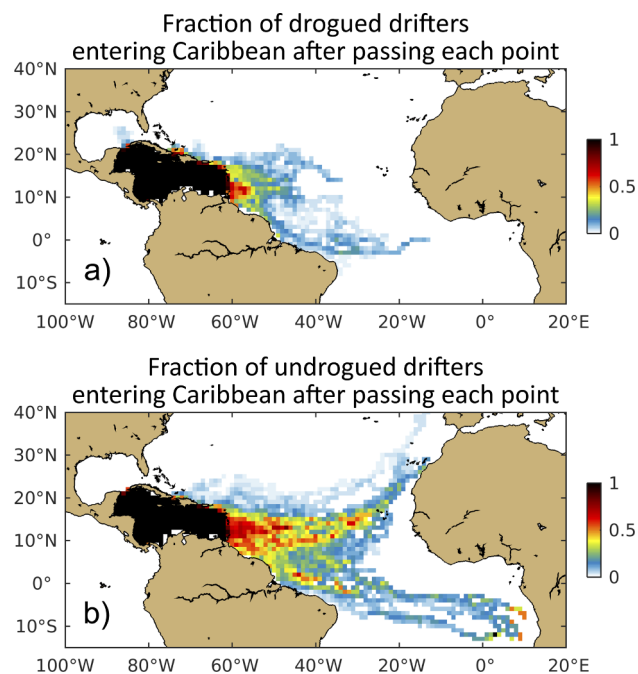 Fraction of drogued drifters
entering Caribbean after passing each point
40°N
30°N
20°N
10°N
0°
10°S
a)
100°W 80°W 60°W 40°W 20°W 0° 20°E
1
0.5
0
Fraction of undrogued drifters
entering Caribbean after passing each point
40°N
30°N
20°N
10°N
0°
10°S
b)
100°W 80°W 60°W 40°W 20°W 0° 20°E
1
0.5
0